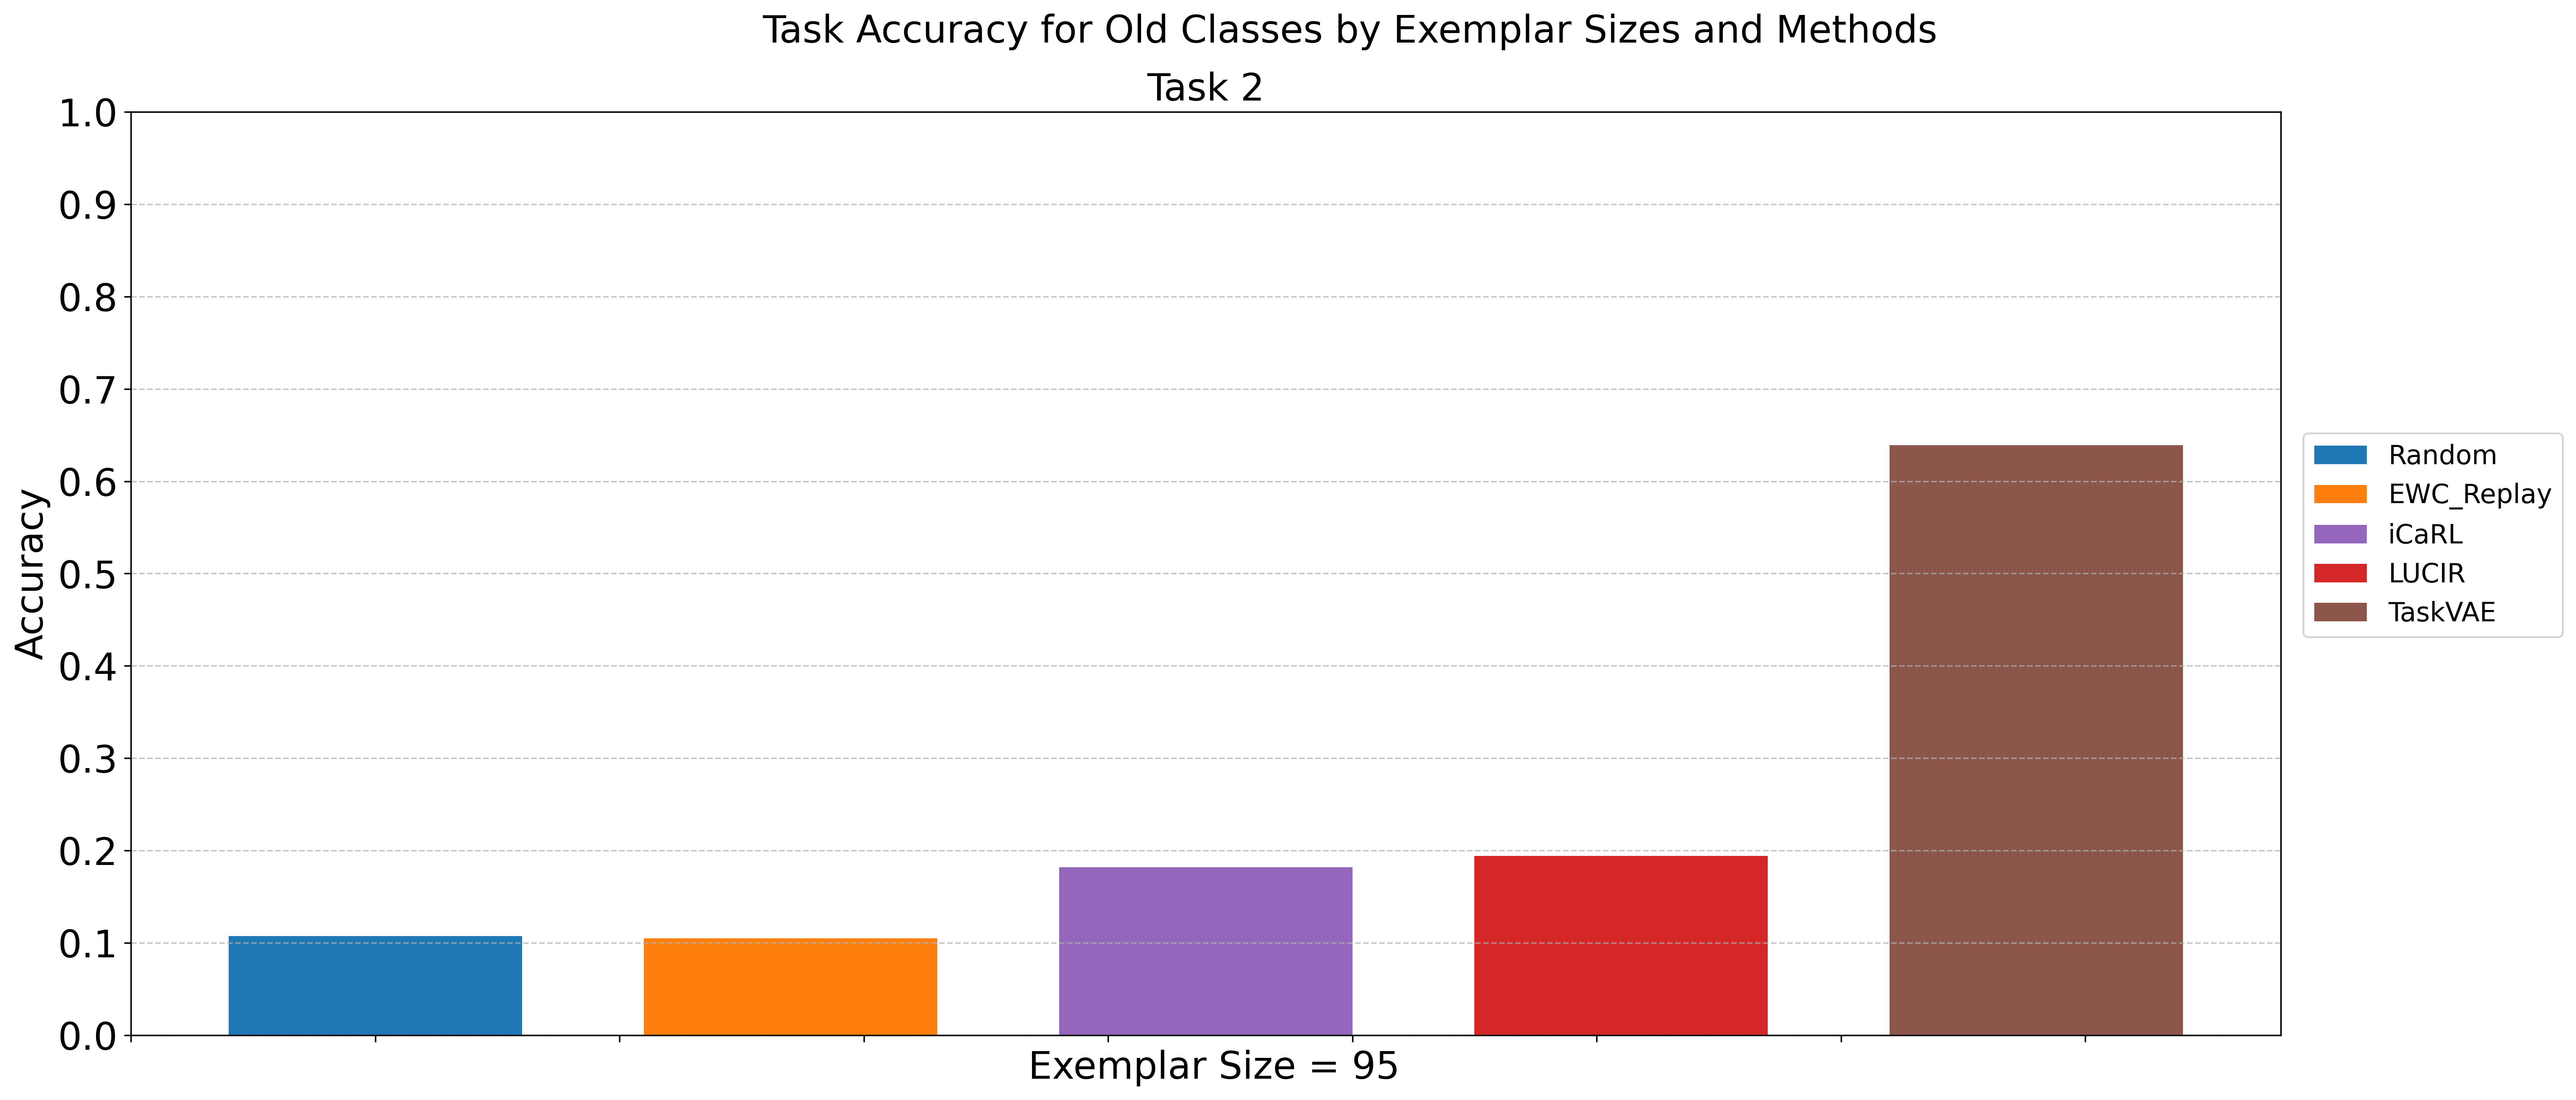 Task Accuracy for Old Classes by Exemplar Sizes and Methods
Task 2
1.0
0.9
0.8
0.7
0.6
0.5
0.4
0.3
0.2
0.1
0.0
Accuracy
Exemplar Size = 95
Random
EWC_Replay
iCaRL
LUCIR
TaskVAE